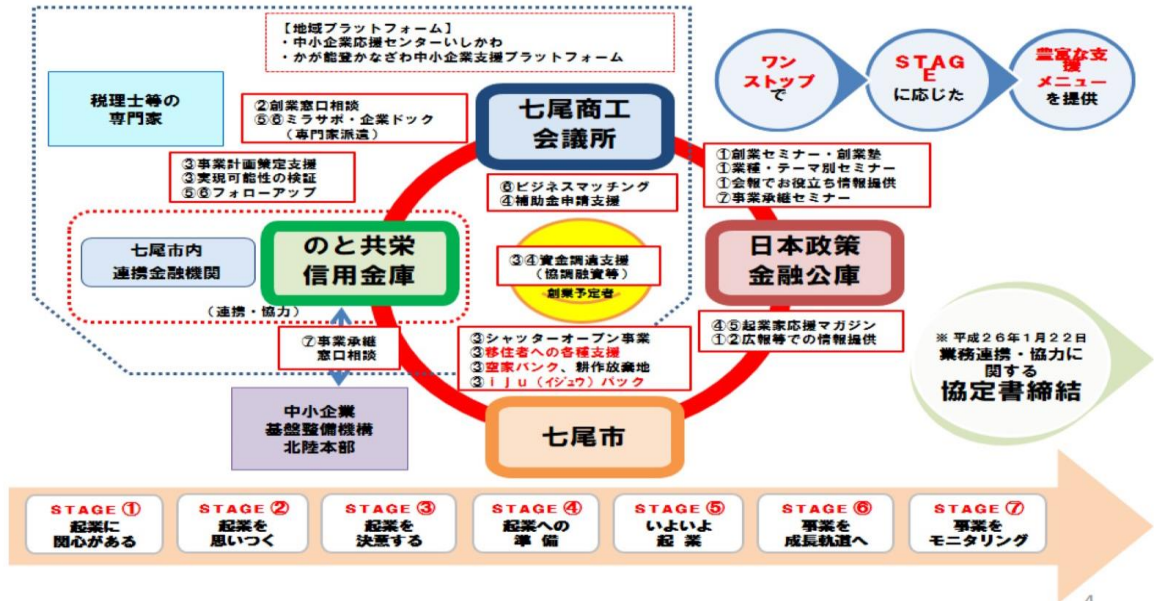 【地域プラットフォーム】
・中小企業応援センターいしかわ
・かが能登かなざわ中小企業支援プラットフォーム
ワン
ストップ
で
STAG
E
に応じた
豊富な支
援
メニュー
を提供
税理士等の
専門家
②創業窓口相談
⑤⑥ミラサポ・企業ドック
(専門家派遣)
七尾商工
会議所
③事業計画策定支援
③実現可能性の検証
⑤⑥フォローアップ
⑥ビジネスマッチング
④補助金申請支援
①創業セミナー・創業塾
①業種・テーマ別セミナー
①会報でお役立ち情報提供
⑦事業承継セミナー
七尾市内
連携金融機関
のと共栄
信用金庫
(連携・協力)
③④資金調達支援
(協調融資等)
創業予定者
日本政策
金融公庫
⑦事業承継
窓口相談
③シャッターオープン事業
③移住者への各種支援
③空家バンク、耕作放棄地
③iju(イジュウ)パック
④⑤起業家応援マガジン
①②広報等での情報提供
※平成26年1月22日
業務連携・協力に
関する
協定書締結
中小企業
基盤整備機構
北陸本部
七尾市
STAGE①
起業に
関心がある
STAGE②
起業を
思いつく
STAGE③
起業を
決意する
STAGE④
起業への
準備
STAGE⑤
いよいよ
起業
STAGE⑥
事業を
成長軌道へ
STAGE⑦
事業を
モニタリング
4